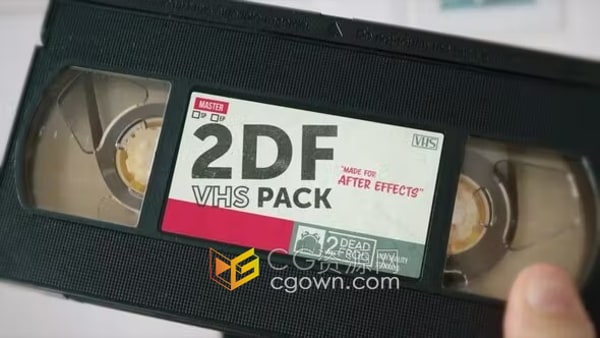 MASTER
SP EP
2DF
VHS PACK
"MADE FOR
AFTER EFFECTS"
VHS
2 DEAD
FROG
CG资源网
cgown.com